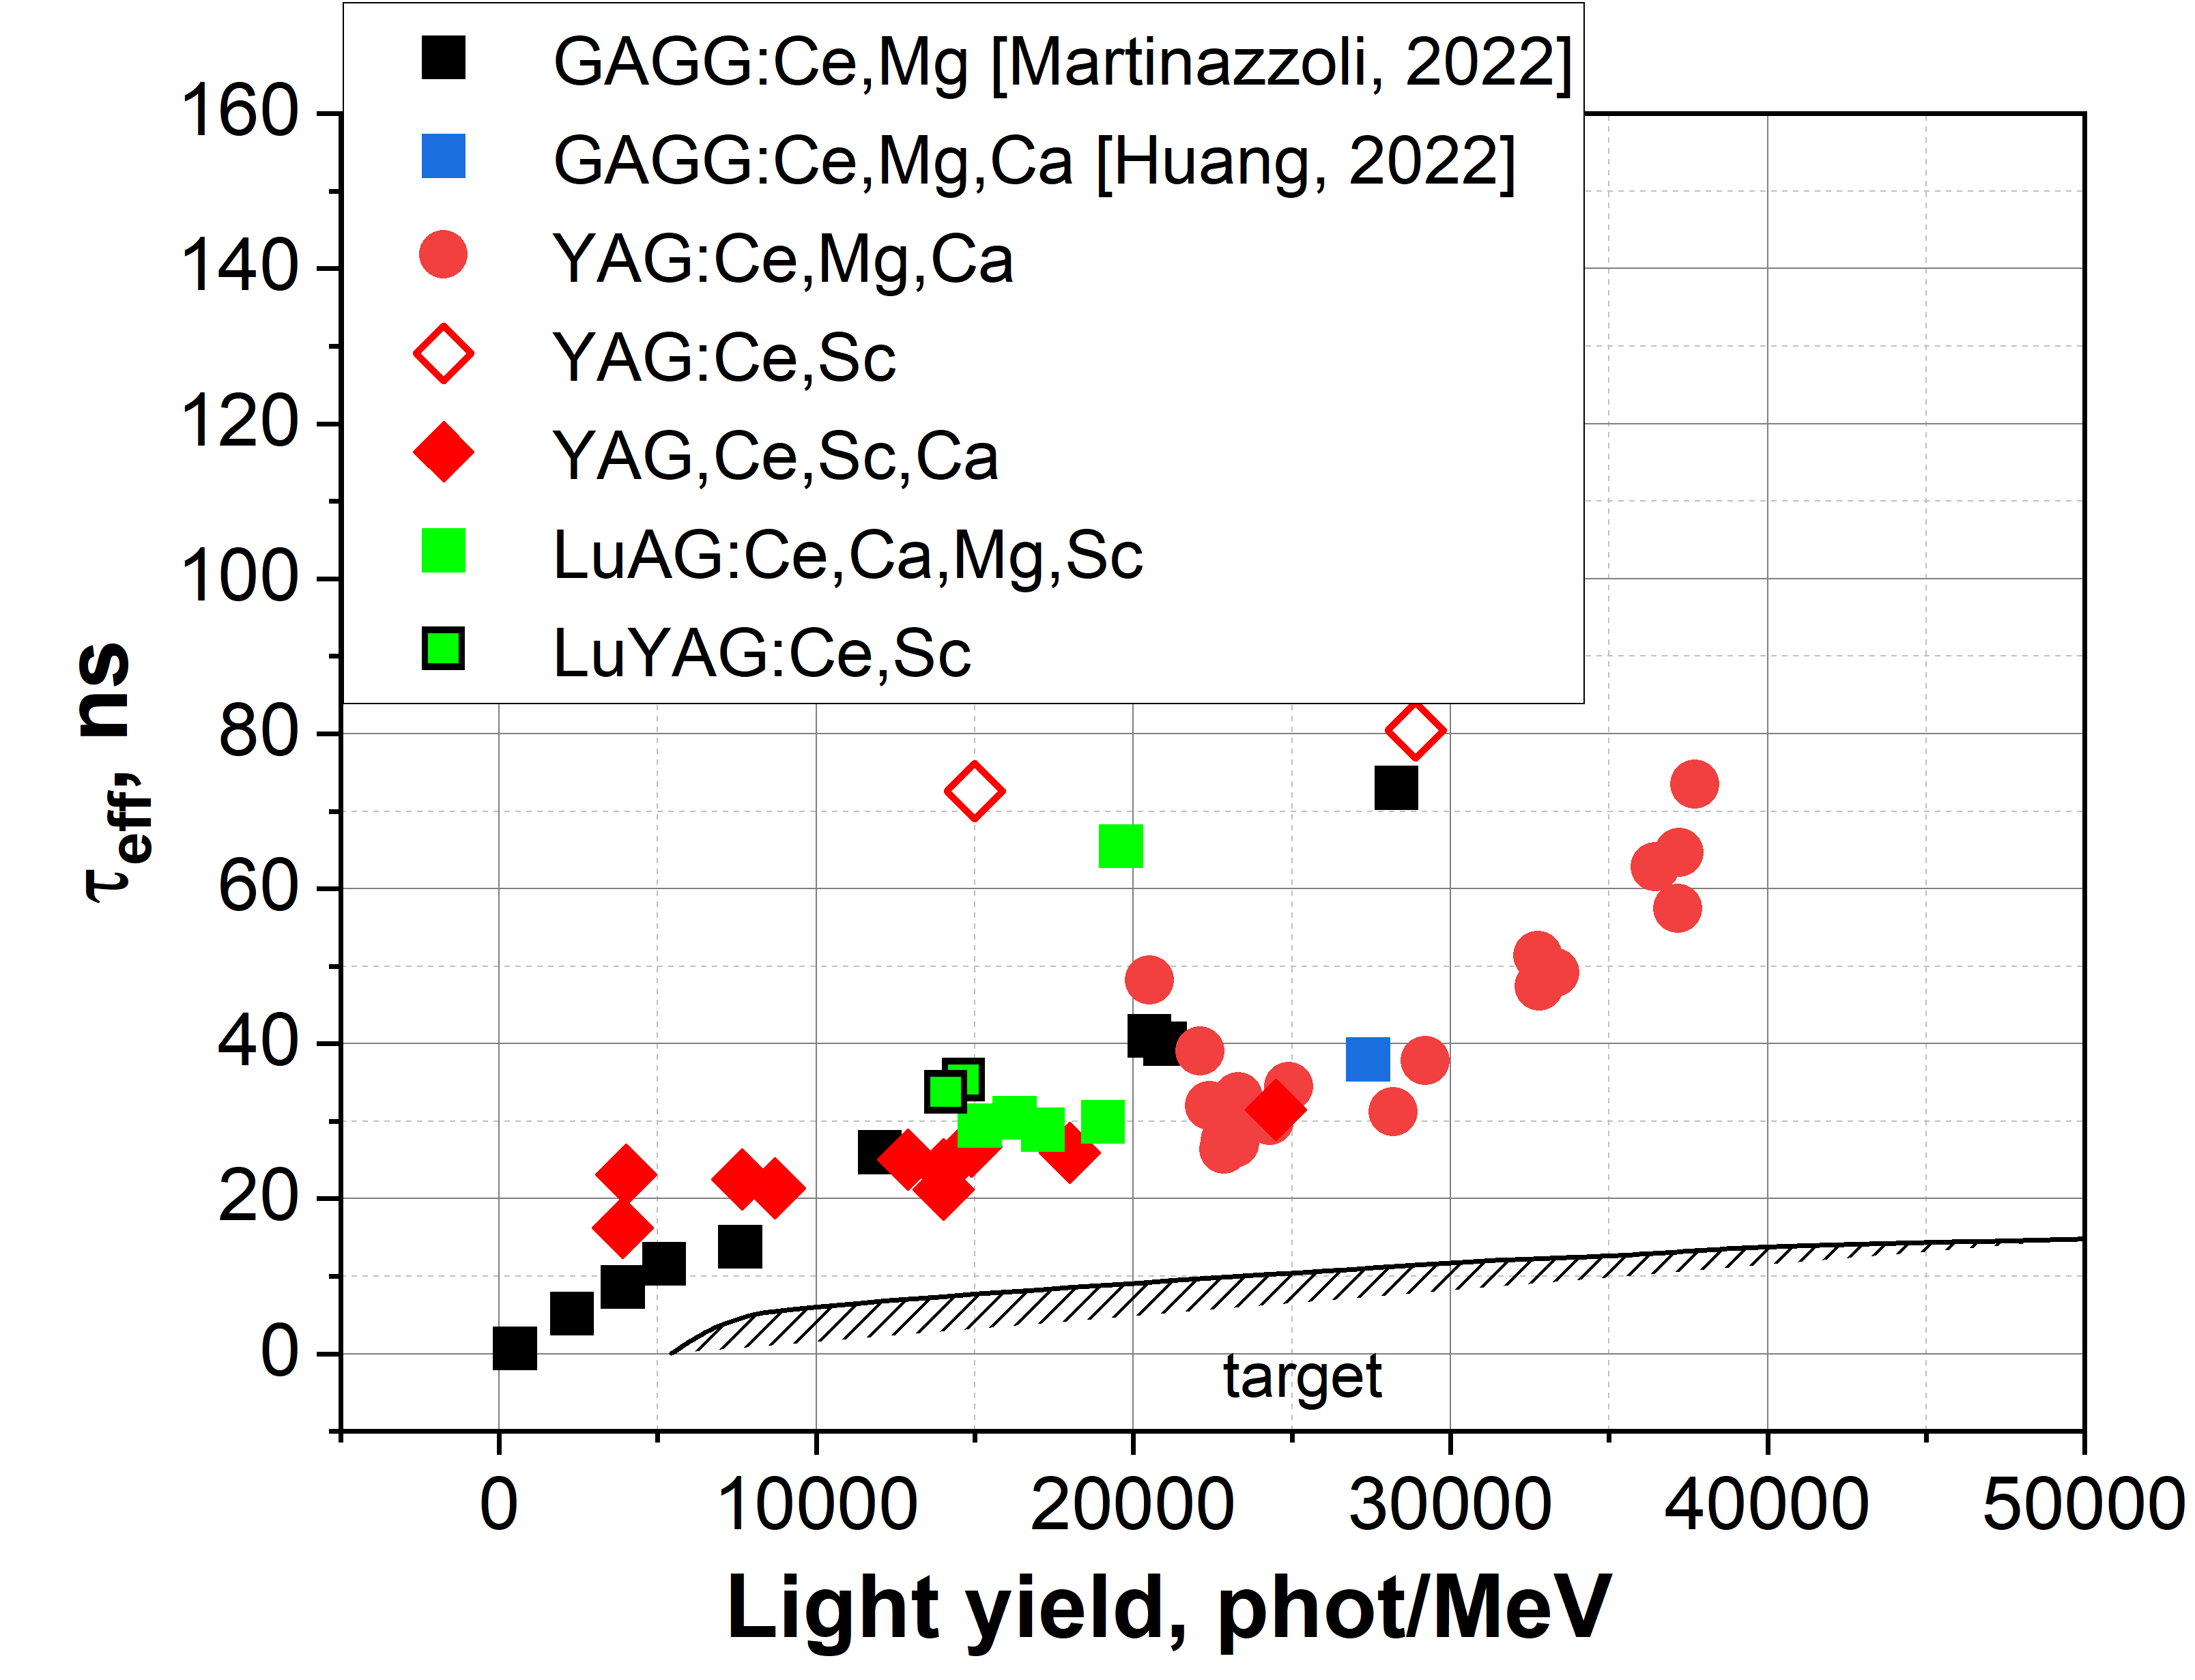 GAGG:Ce,Mg [Martinazzoli, 2022]
GAGG:Ce,Mg,Ca [Huang, 2022]
YAG:Ce,Mg,Ca
YAG:Ce,Sc
YAG,Ce,Sc,Ca
LuAG:Ce,Ca,Mg,Sc
LuYAG:Ce,Sc
160
140
120
100
80
60
40
20
0
τeff, ns
target
0 10000 20000 30000 40000 50000
Light yield, phot/MeV